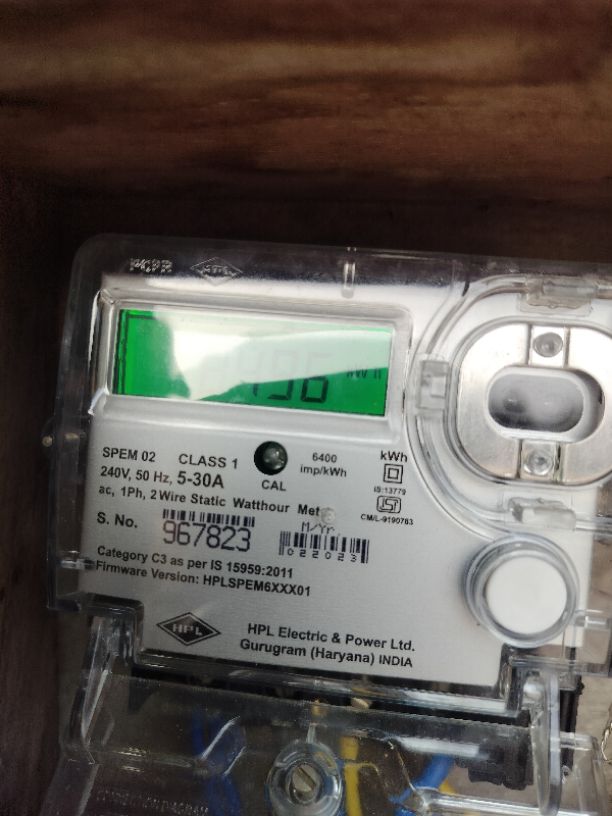 HPL
kWh
SPEM 02 CLASS 1 6400 kWh
240V, 50 Hz, 5-30A imp/kWh
CAL IS:13779
ac, 1Ph, 2 Wire Static Watthour
CM/L-9190763
S. No. 967823 M/Yr.
022023
Category C3 as per IS 15959:2011
Firmware Version: HPLSPEM6XXX01
HPL HPL Electric & Power Ltd.
Gurugram (Haryana) INDIA